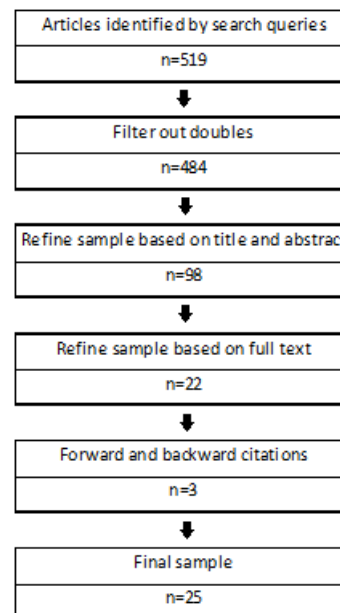 Articles identified by search queries
n=519
Filter out doubles
n=484
Refine sample based on title and abstrac
n=98
Refine sample based on full text
n=22
Forward and backward citations
n=3
Final sample
n=25